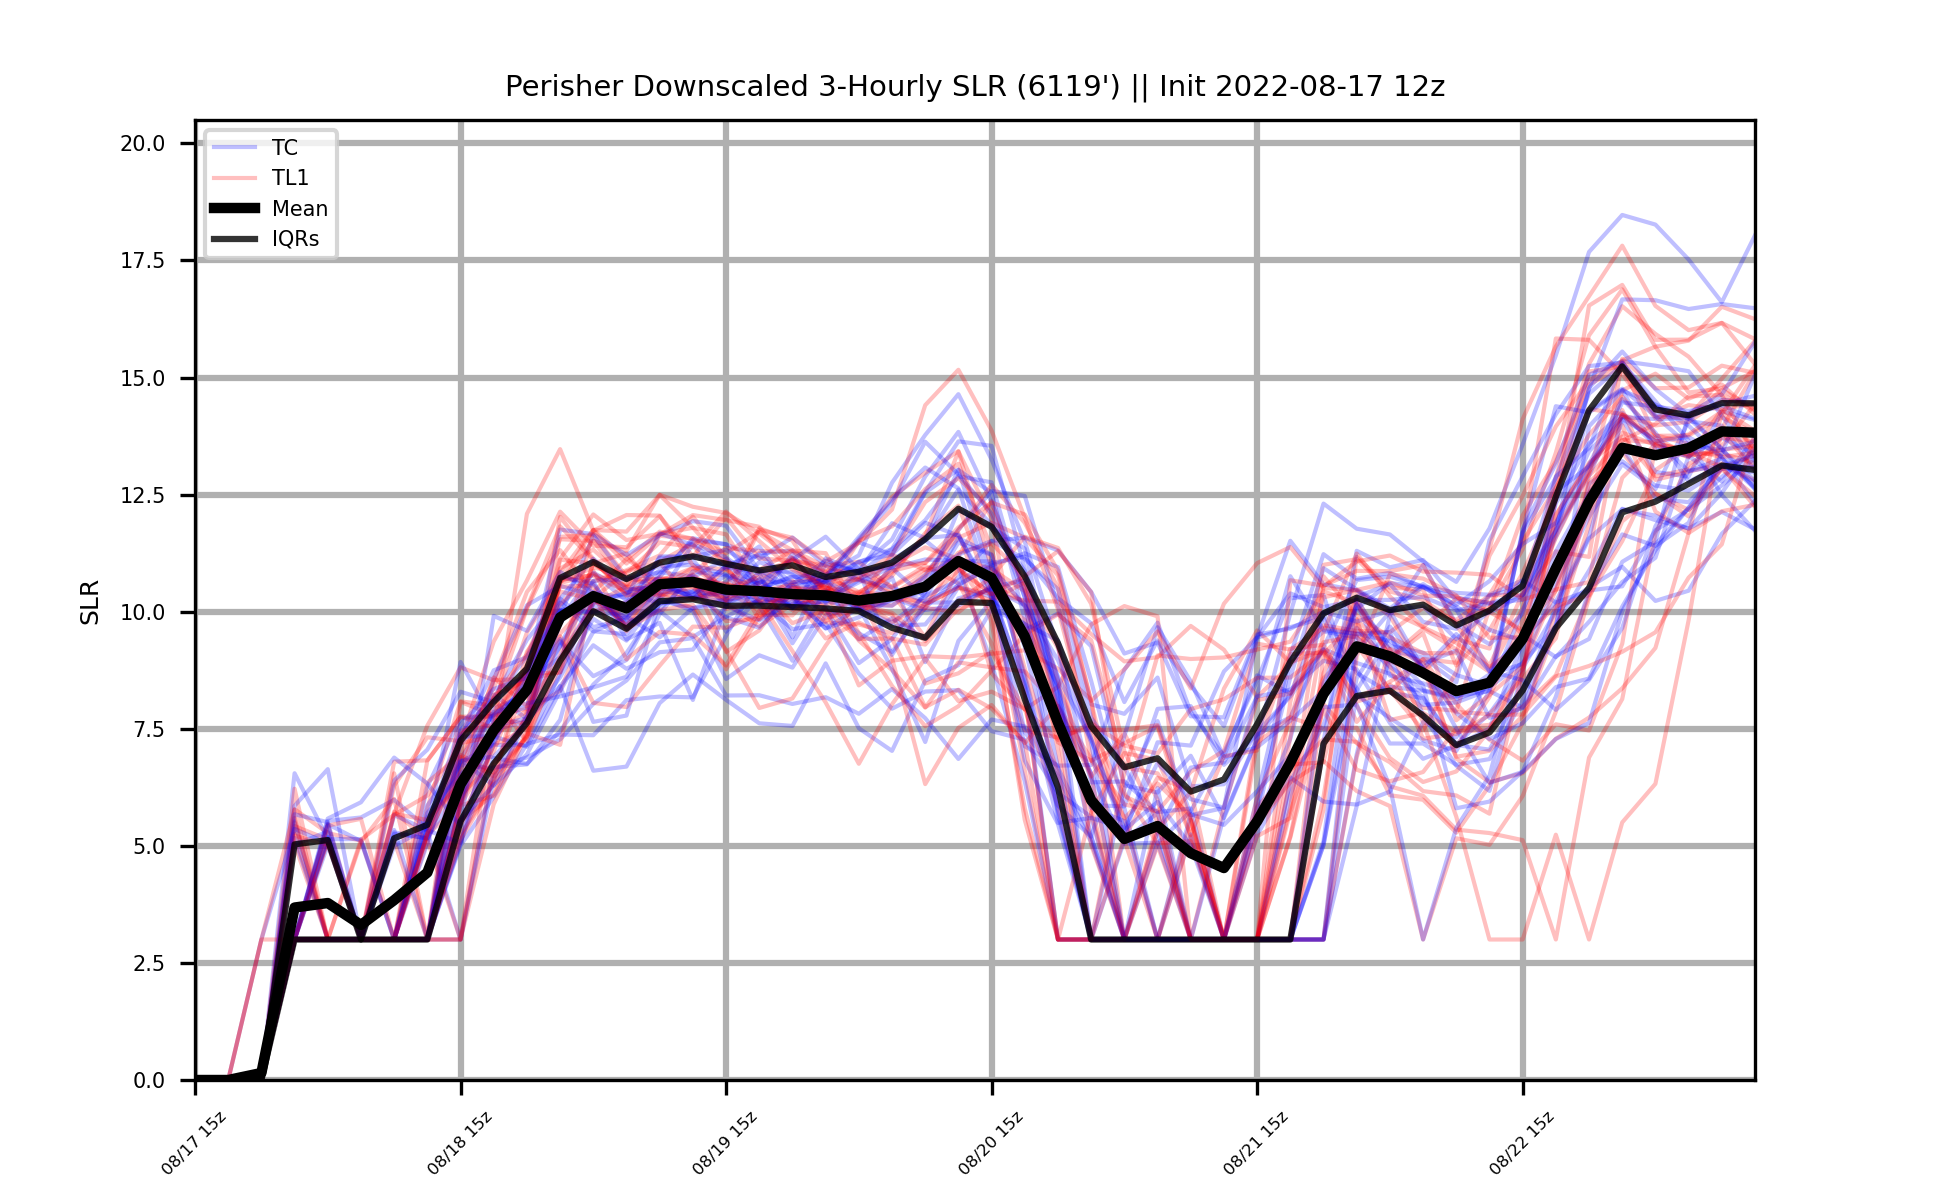 Perisher Downscaled 3-Hourly SLR (6119') || Init 2022-08-17 12z
TC
TL1
Mean
IQRs
SLR
20.0
17.5
15.0
12.5
10.0
7.5
5.0
2.5
0.0
08/17 15z
08/18 15z
08/19 15z
08/20 15z
08/21 15z
08/22 15z